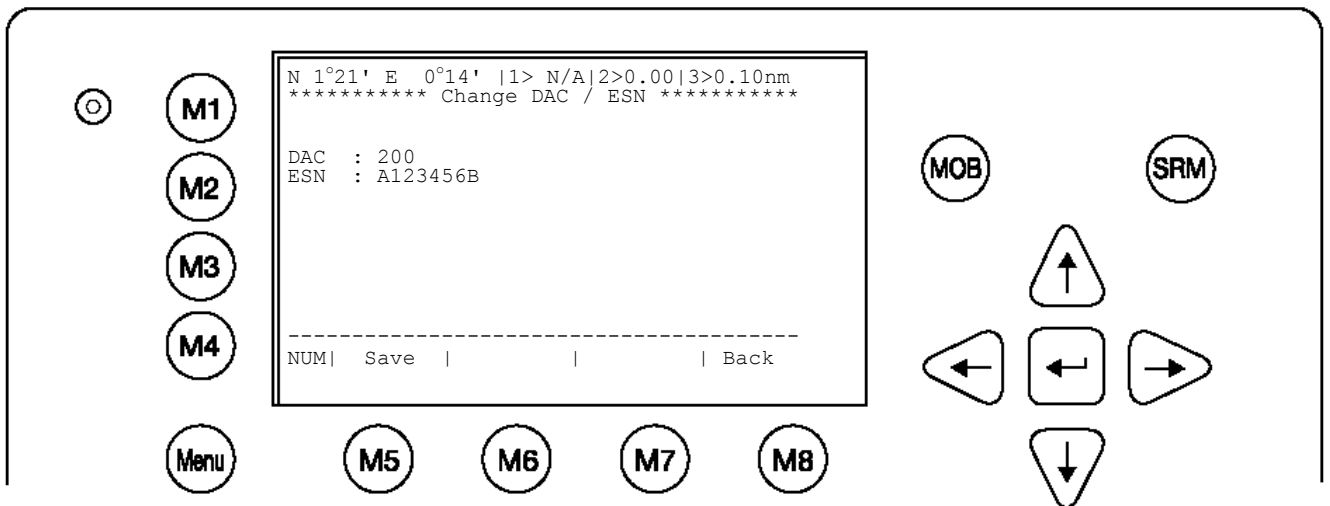 N 1°21' E  0°14' |1> N/A|2>0.00|3>0.10nm
*********** Change DAC / ESN ***********
M1
DAC  : 200
ESN  : A123456B
MOB
SRM
M2
M3
M4
----------------------------------------
NUM|  Save  |         |         | Back
Menu
M5
M6
M7
M8